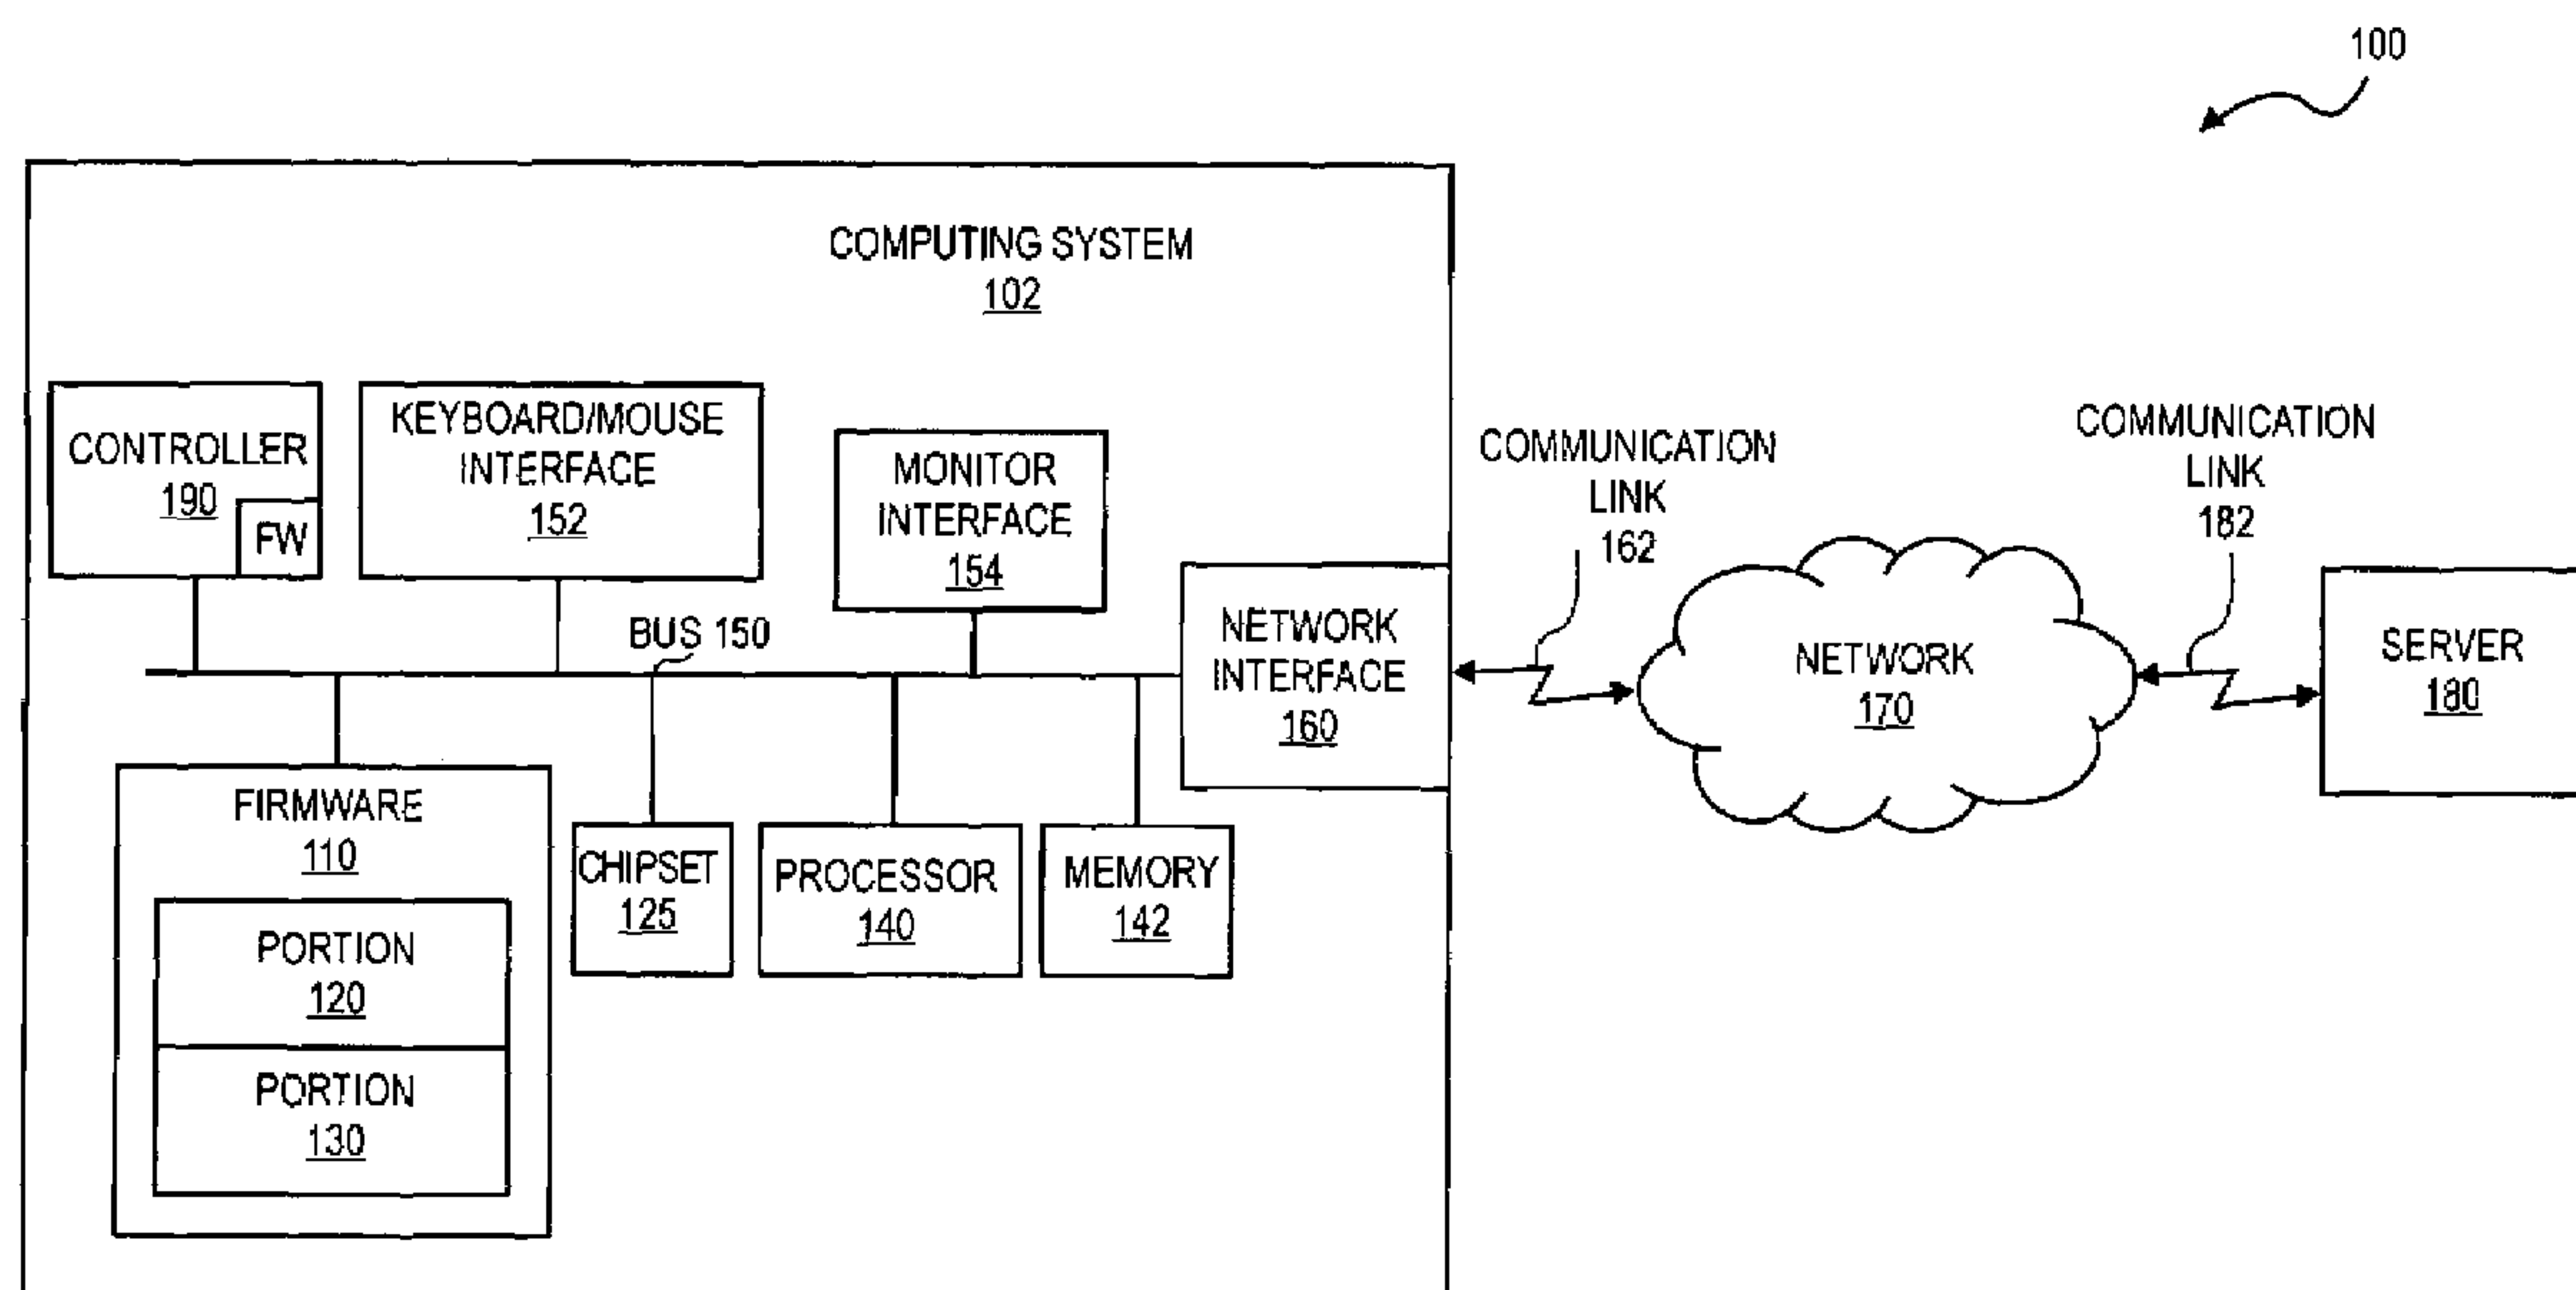 100
COMPUTING SYSTEM
102
CONTROLLER
190
FW
KEYBOARD/MOUSE
INTERFACE
152
MONITOR
INTERFACE
154
BUS 150
NETWORK
INTERFACE
160
COMMUNICATION
LINK
162
COMMUNICATION
LINK
182
NETWORK
170
SERVER
180
FIRMWARE
110
PORTION
120
PORTION
130
CHIPSET
125
PROCESSOR
140
MEMORY
142